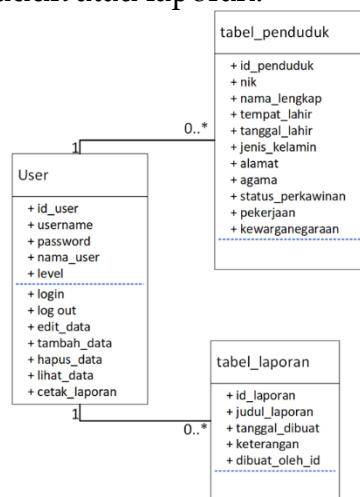 tabel_penduduk
+ id_penduduk
+ nik
+ nama_lengkap
+ tempat_lahir
+ tanggal_lahir
+ jenis_kelamin
+ alamat
+ agama
+ status_perkawinan
+ pekerjaan
+ kewarganegaraan
0..*
1
User
+ id_user
+ username
+ password
+ nama_user
+ level
+ login
+ log out
+ edit_data
+ tambah_data
+ hapus_data
+ lihat_data
+ cetak_laporan
1
0..*
tabel_laporan
+ id_laporan
+ judul_laporan
+ tanggal_dibuat
+ keterangan
+ dibuat_oleh_id